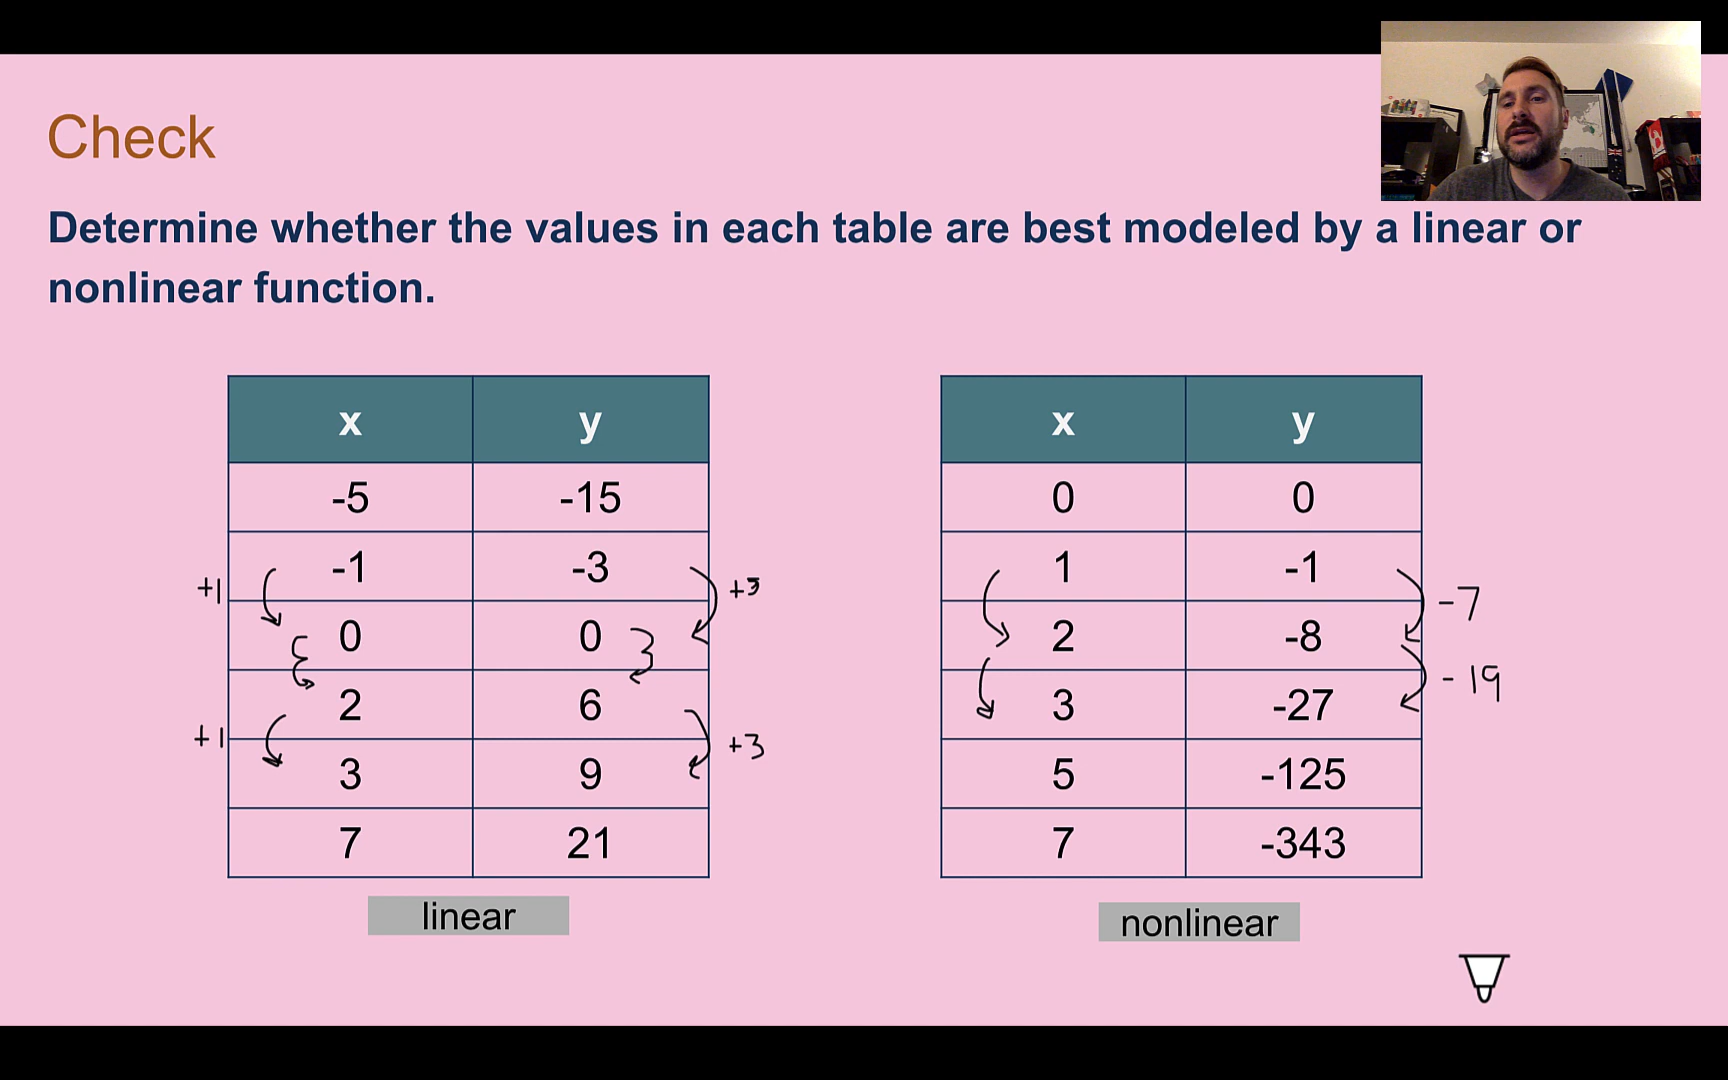 Check
Determine whether the values in each table are best modeled by a linear or
nonlinear function.
x y
-5 -15
-1 -3
+1 +3
0 0
2 6
+1 +3
3 9
7 21
linear
x y
0 0
1 -1
-7
2 -8
-19
3 -27
5 -125
7 -343
nonlinear